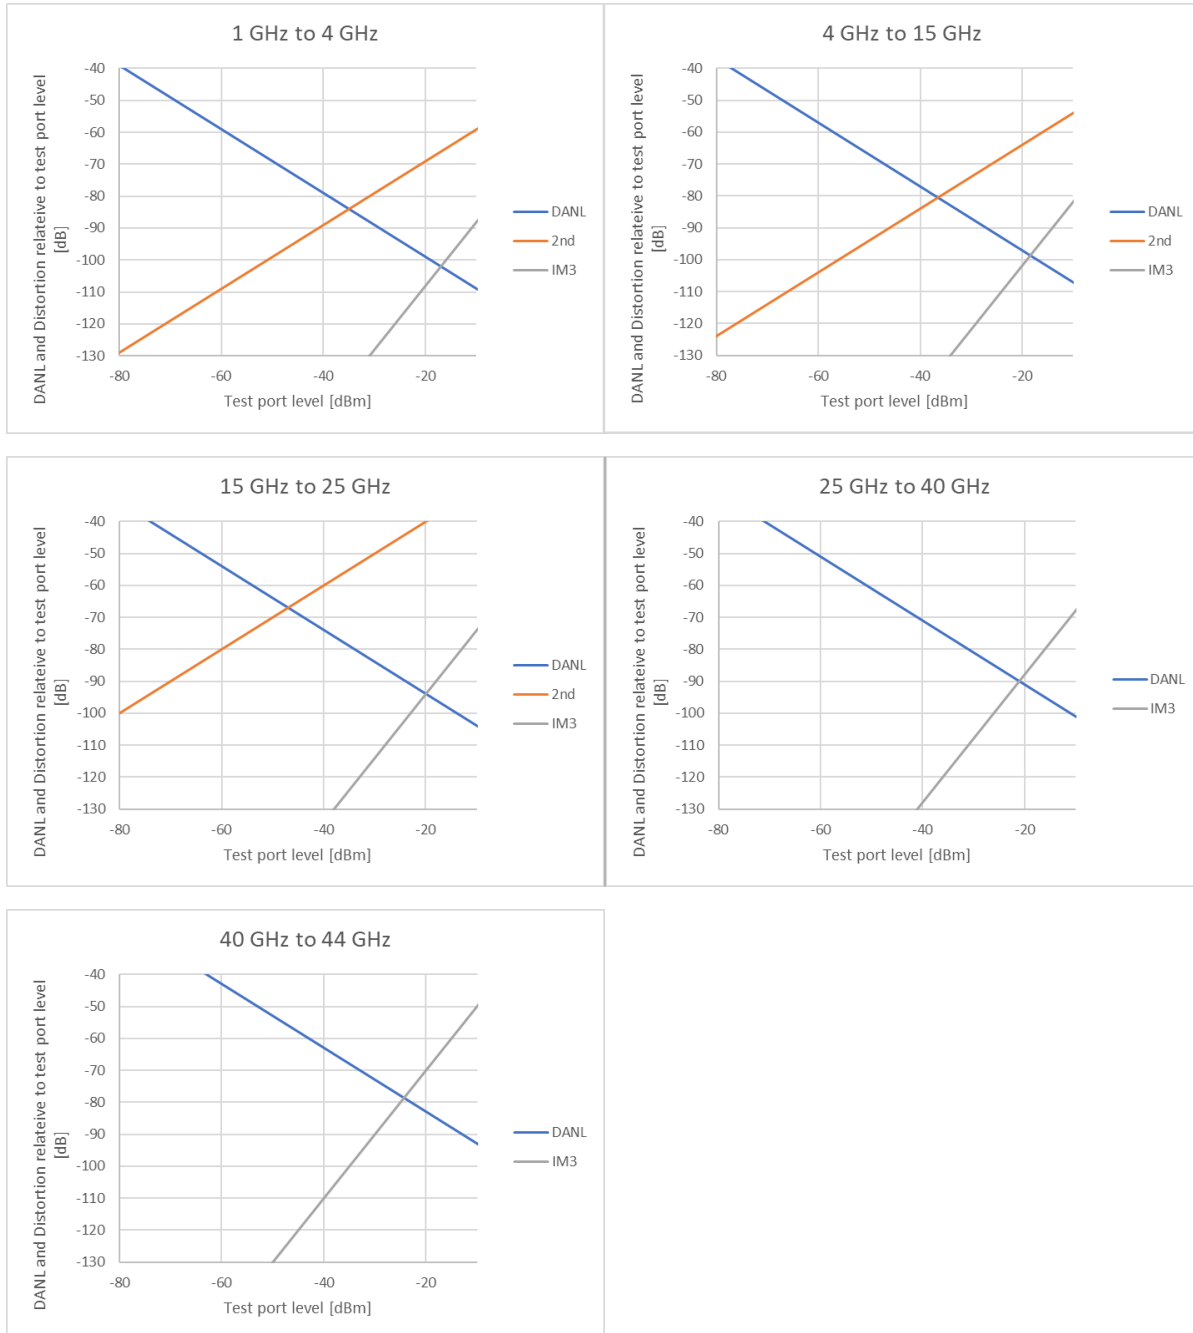 1 GHz to 4 GHz
DANL and Distortion relateive to test port level
[dB]
-40
-50
-60
-70
-80
-90
-100
-110
-120
-130
-80
-60
-40
-20
Test port level [dBm]
DANL
2nd
IM3
4 GHz to 15 GHz
DANL and Distortion relateive to test port level
[dB]
-40
-50
-60
-70
-80
-90
-100
-110
-120
-130
-80
-60
-40
-20
Test port level [dBm]
DANL
2nd
IM3
15 GHz to 25 GHz
DANL and Distortion relateive to test port level
[dB]
-40
-50
-60
-70
-80
-90
-100
-110
-120
-130
-80
-60
-40
-20
Test port level [dBm]
DANL
2nd
IM3
25 GHz to 40 GHz
DANL and Distortion relateive to test port level
[dB]
-40
-50
-60
-70
-80
-90
-100
-110
-120
-130
-80
-60
-40
-20
Test port level [dBm]
DANL
IM3
40 GHz to 44 GHz
DANL and Distortion relateive to test port level
[dB]
-40
-50
-60
-70
-80
-90
-100
-110
-120
-130
-80
-60
-40
-20
Test port level [dBm]
DANL
IM3